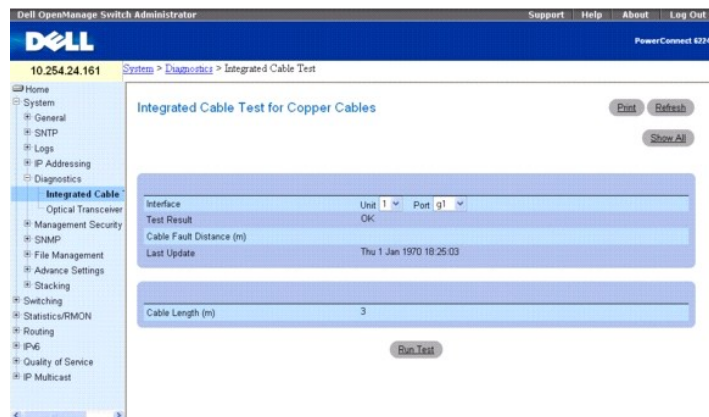 Dell OpenManage Switch Administrator
Support Help About Log Out
DELL
PowerConnect 6224
10.254.24.161
System > Diagnostics > Integrated Cable Test
Home
System
General
SNTP
Logs
IP Addressing
Diagnostics
Integrated Cable
Optical Transceiver
Management Security
SNMP
File Management
Advance Settings
Stacking
Switching
Statistics/RMON
Routing
IPv6
Quality of Service
IP Multicast
Integrated Cable Test for Copper Cables
Print Refresh
Show All
Interface Unit 1 Port g1
Test Result OK
Cable Fault Distance (m)
Last Update Thu 1 Jan 1970 18:25:03
Cable Length (m) 3
Run Test